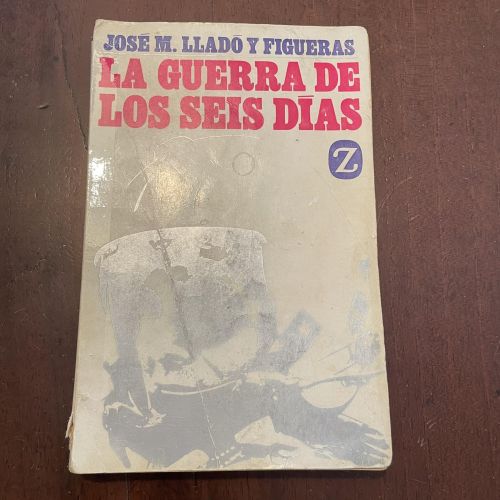 JOSÉ M. LLADÓ Y FIGUERAS
LA GUERRA DE
LOS SEIS DÍAS
Z